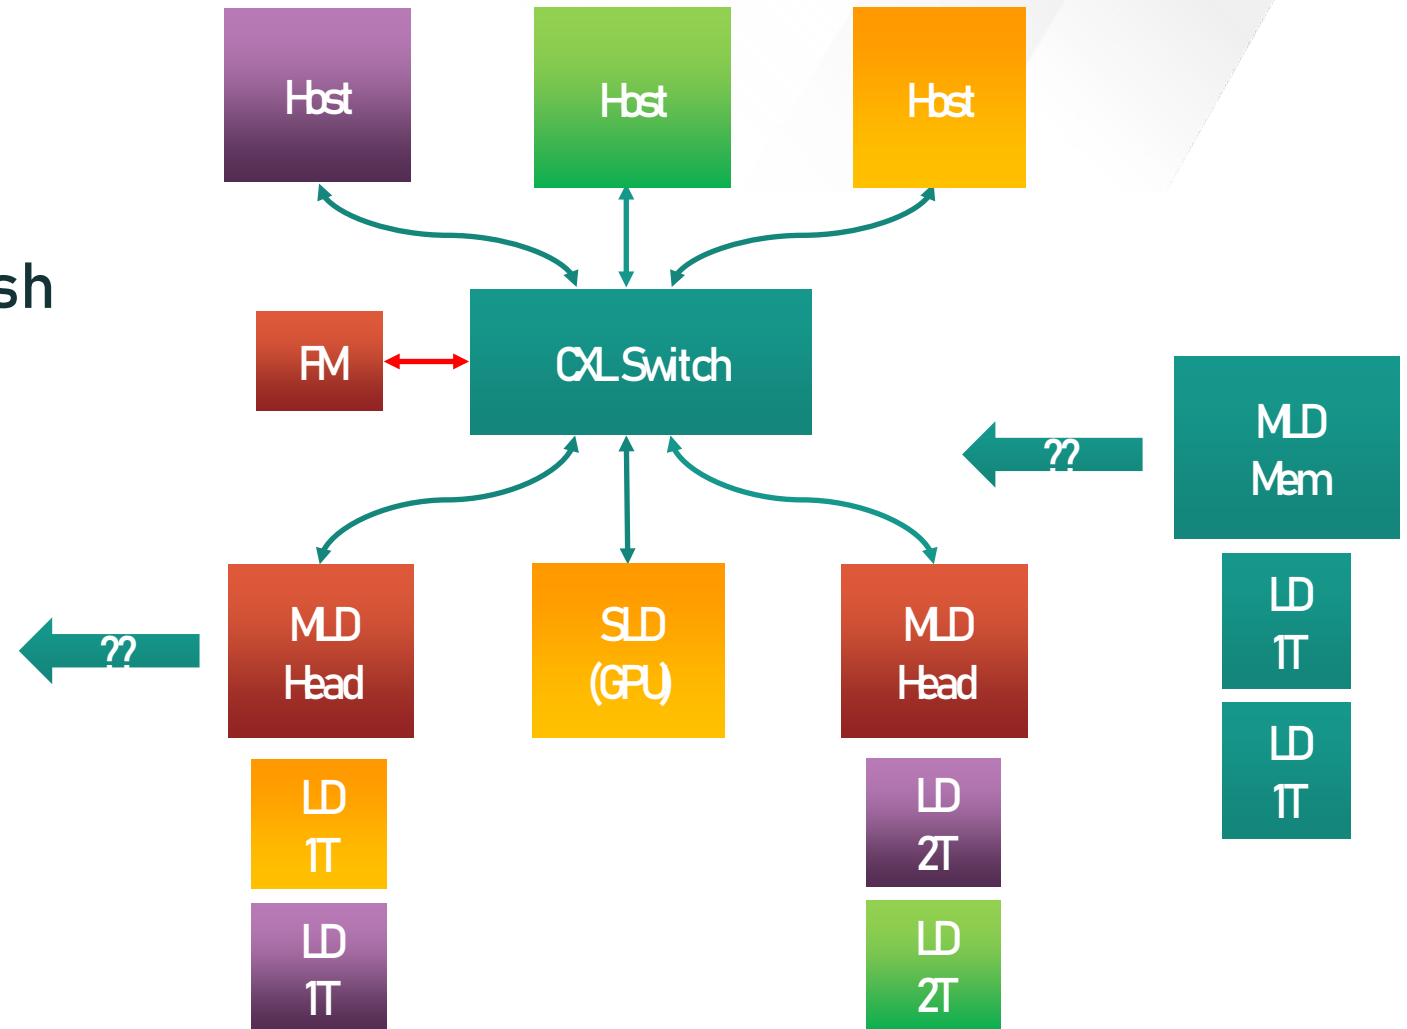 Host
Host
Host
sh
FM
CXL Switch
MLD
Mem
??
LD
1T
LD
1T
??
MLD
Head
SLD
(GPU)
MLD
Head
LD
1T
LD
1T
LD
2T
LD
2T